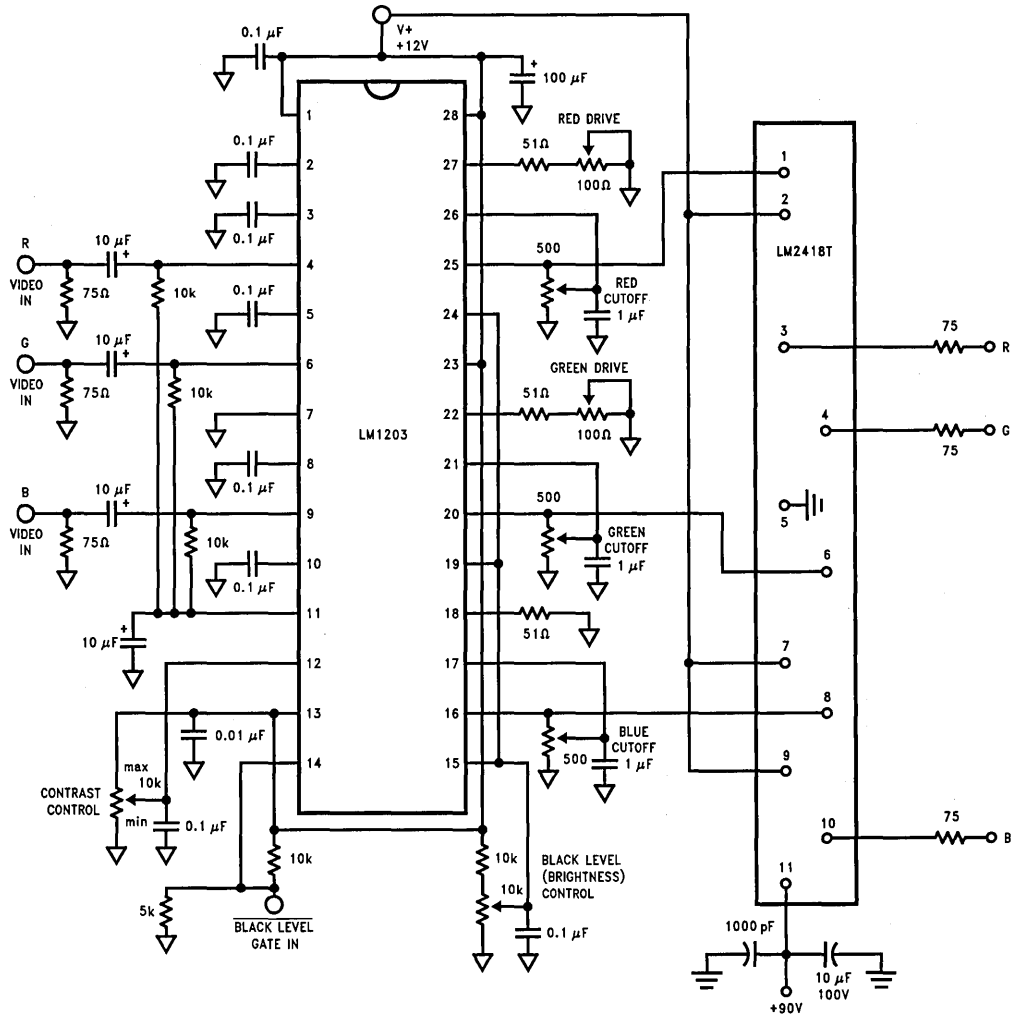 V+
+12V
0.1 µF
+
100 µF
1
28
RED DRIVE
0.1 µF
51Ω
2
27
100Ω
1
2
3
26
0.1 µF
R
10 µF
+
500
LM2418T
4
25
VIDEO
IN
75Ω
10k
0.1 µF
RED
CUTOFF
5
24
1 µF
G
10 µF
+
3
75
R
6
23
GREEN DRIVE
VIDEO
IN
75Ω
10k
51Ω
7
22
100Ω
4
G
75
LM1203
8
21
0.1 µF
B
10 µF
+
500
5
9
20
VIDEO
IN
75Ω
10k
GREEN
CUTOFF
6
10
19
0.1 µF
1 µF
11
18
+
10 µF
51Ω
7
12
17
8
13
16
0.01 µF
BLUE
CUTOFF
500
1 µF
14
15
9
max
10k
CONTRAST
CONTROL
min
0.1 µF
10
75
B
10k
10k
BLACK LEVEL
(BRIGHTNESS)
CONTROL
10k
11
5k
BLACK LEVEL
GATE IN
0.1 µF
1000 pF
10 µF
100V
+90V